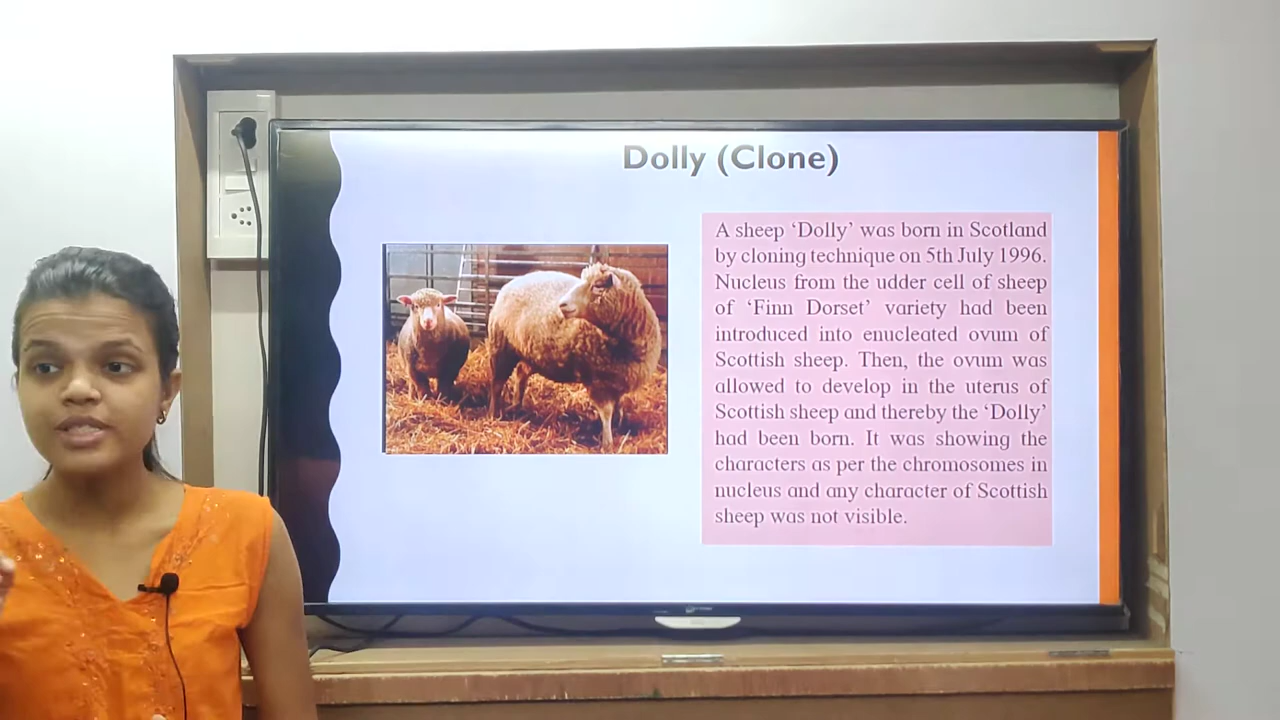 Dolly (Clone)
A sheep ‘Dolly’ was born in Scotland
by cloning technique on 5th July 1996.
Nucleus from the udder cell of sheep
of ‘Finn Dorset’ variety had been
introduced into enucleated ovum of
Scottish sheep. Then, the ovum was
allowed to develop in the uterus of
Scottish sheep and thereby the ‘Dolly’
had been born. It was showing the
characters as per the chromosomes in
nucleus and any character of Scottish
sheep was not visible.